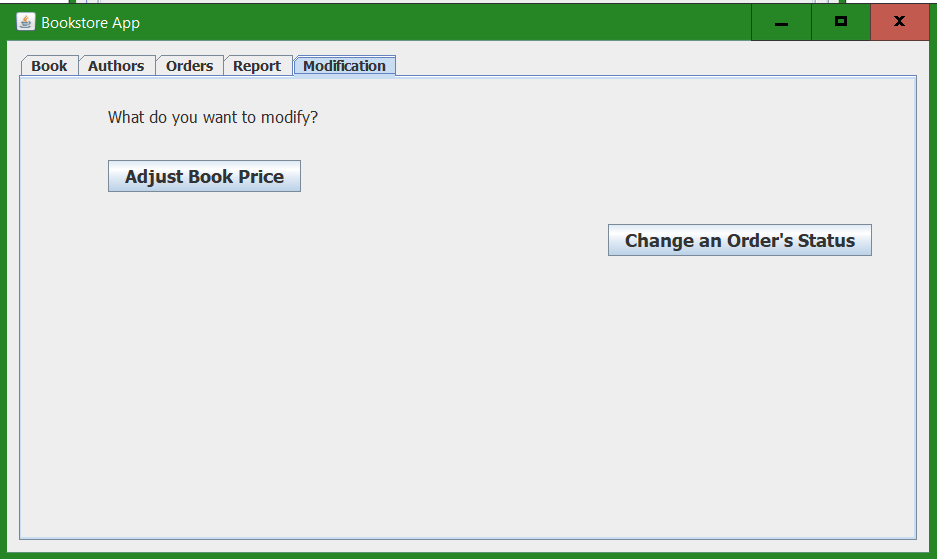 Bookstore App
Book Authors Orders Report Modification
What do you want to modify?
Adjust Book Price
Change an Order's Status